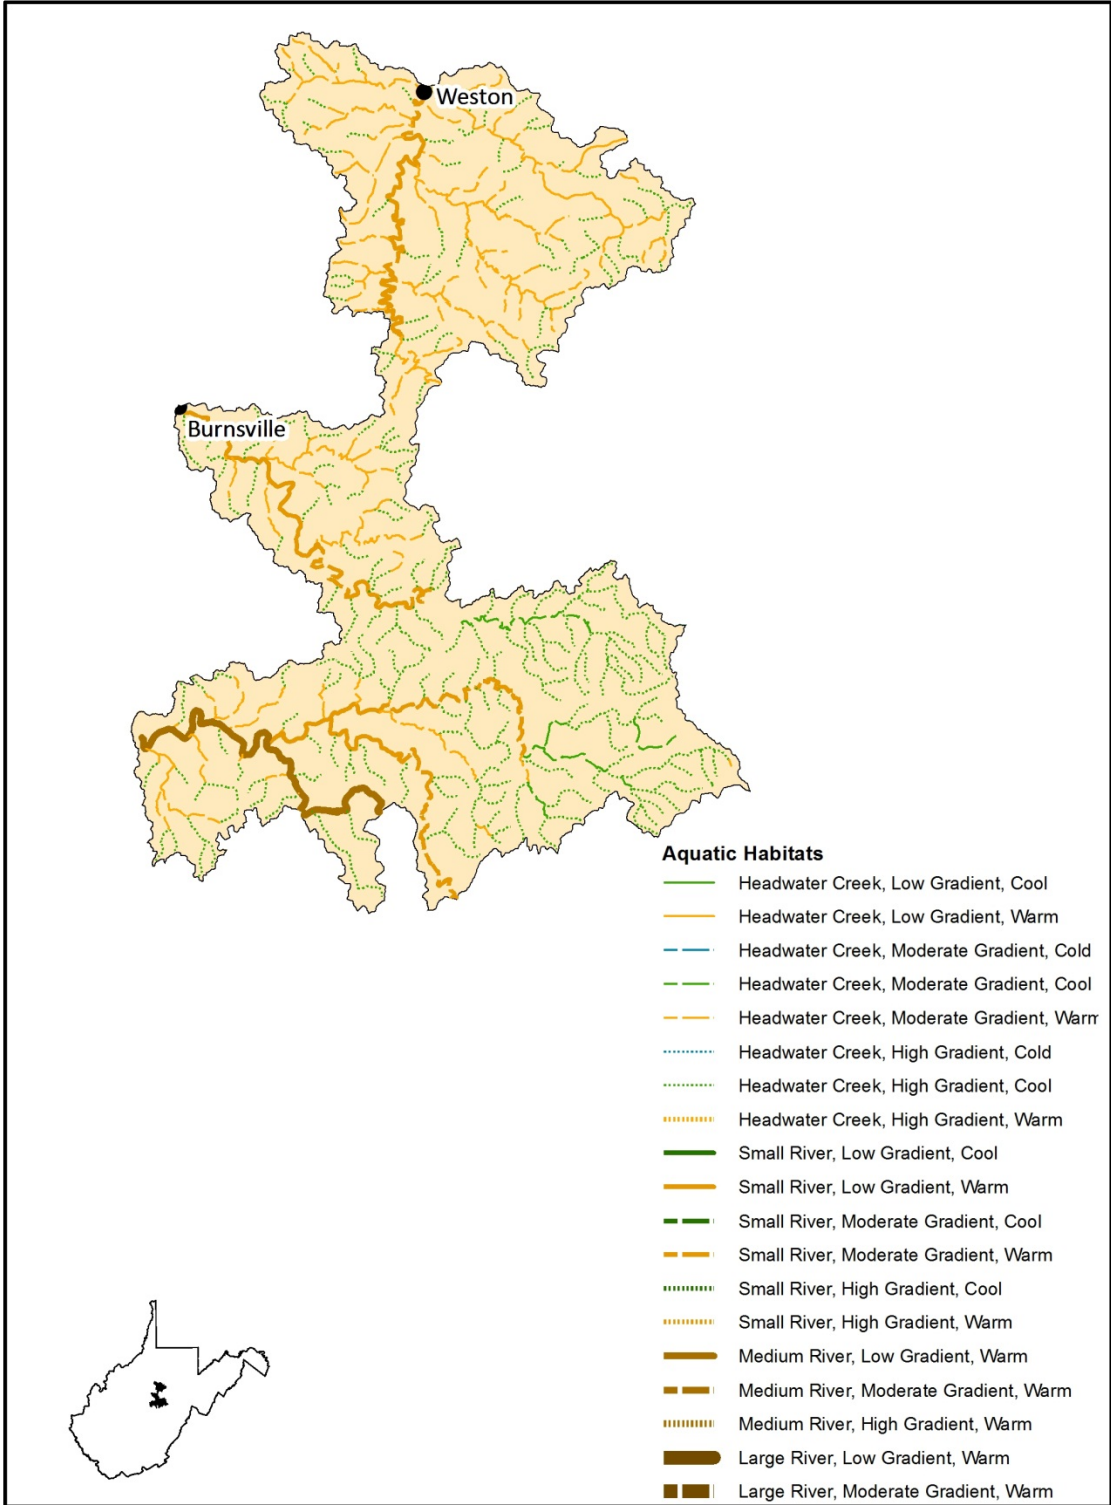 Weston
Burnsville
Aquatic Habitats
Headwater Creek, Low Gradient, Cool
Headwater Creek, Low Gradient, Warm
Headwater Creek, Moderate Gradient, Cold
Headwater Creek, Moderate Gradient, Cool
Headwater Creek, Moderate Gradient, Warm
Headwater Creek, High Gradient, Cold
Headwater Creek, High Gradient, Cool
Headwater Creek, High Gradient, Warm
Small River, Low Gradient, Cool
Small River, Low Gradient, Warm
Small River, Moderate Gradient, Cool
Small River, Moderate Gradient, Warm
Small River, High Gradient, Cool
Small River, High Gradient, Warm
Medium River, Low Gradient, Warm
Medium River, Moderate Gradient, Warm
Medium River, High Gradient, Warm
Large River, Low Gradient, Warm
Large River, Moderate Gradient, Warm